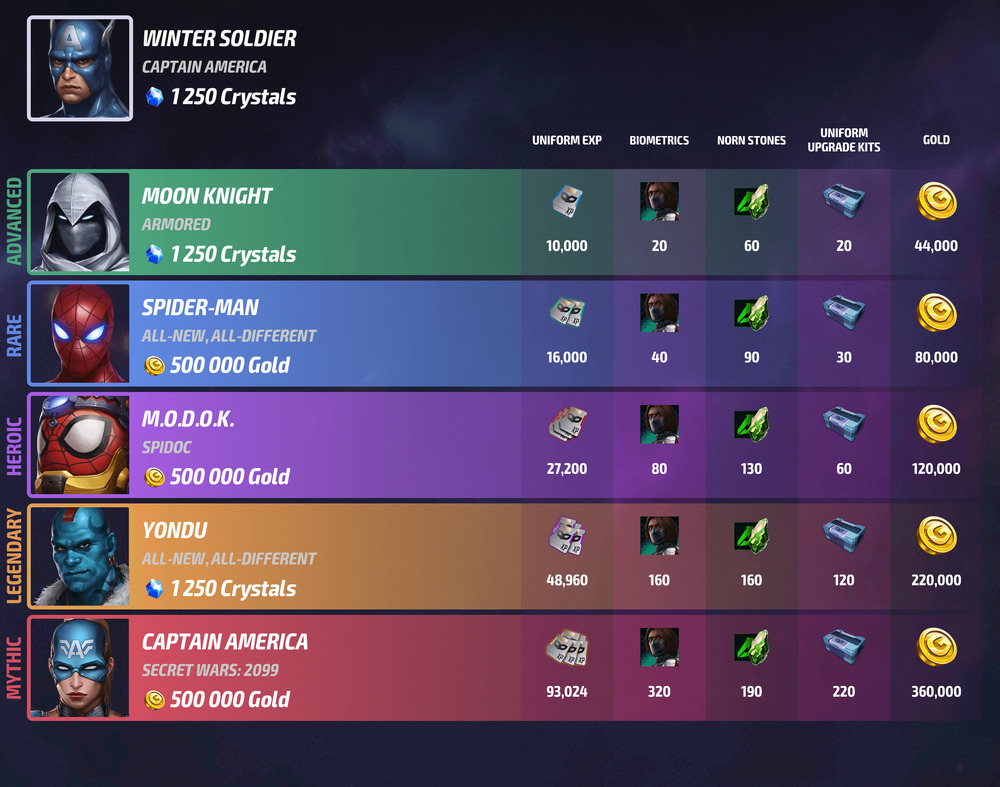 WINTER SOLDIER
CAPTAIN AMERICA
1 250 Crystals
UNIFORM EXP
BIOMETRICS
NORN STONES
UNIFORM
UPGRADE KITS
GOLD
ADVANCED
MOON KNIGHT
ARMORED
1 250 Crystals
10,000
20
60
20
44,000
RARE
SPIDER-MAN
ALL-NEW, ALL-DIFFERENT
500 000 Gold
16,000
40
90
30
80,000
HEROIC
M.O.D.O.K.
SPIDOC
500 000 Gold
27,200
80
130
60
120,000
LEGENDARY
YONDU
ALL-NEW, ALL-DIFFERENT
1 250 Crystals
48,960
160
160
120
220,000
MYTHIC
CAPTAIN AMERICA
SECRET WARS: 2099
500 000 Gold
93,024
320
190
220
360,000